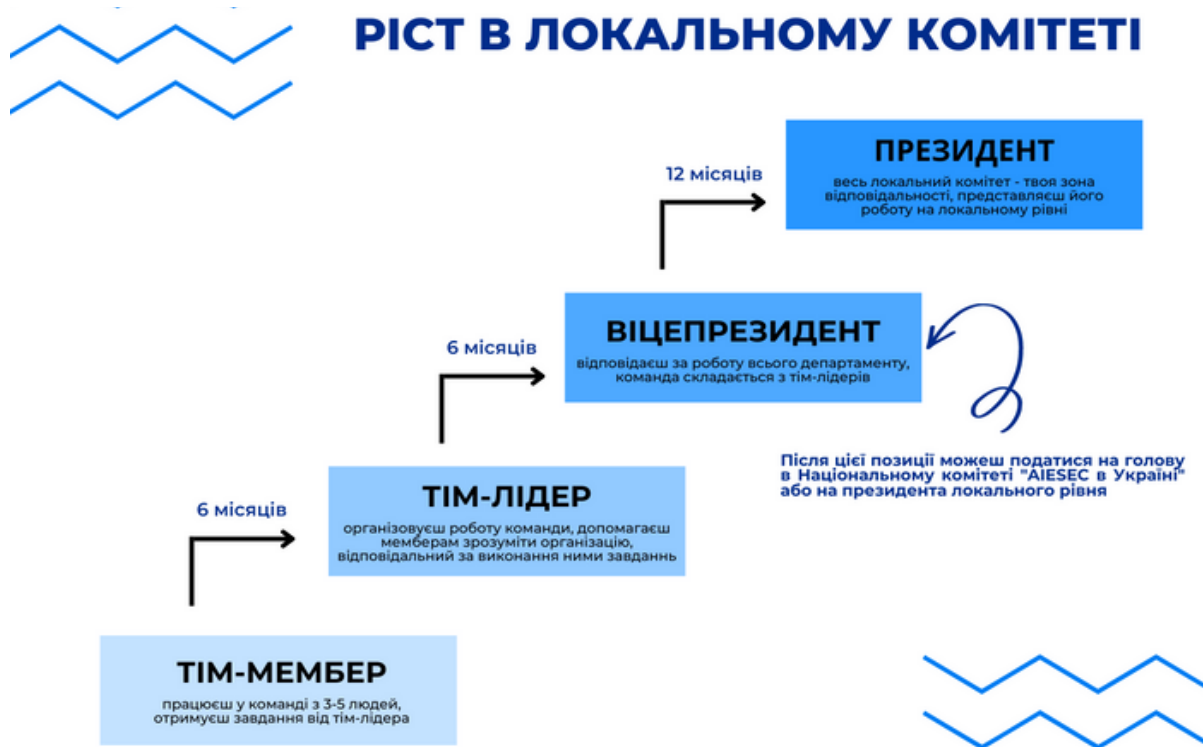 РІСТ В ЛОКАЛЬНОМУ КОМІТЕТІ
12 місяців
ПРЕЗИДЕНТ
весь локальний комітет - твоя зона
відповідальності, представляєш його
роботу на локальному рівні
6 місяців
ВІЦЕПРЕЗИДЕНТ
відповідаєш за роботу всього департаменту,
команда складається з тім-лідерів
Після цієї позиції можеш податися на голову
в Національному комітеті "AIESEC в Україні"
або на президента локального рівня
6 місяців
ТІМ-ЛІДЕР
організовуєш роботу команди, допомагаєш
мемберам зрозуміти організацію,
відповідальний за виконання ними завданнь
ТІМ-МЕМБЕР
працюєш у команді з 3-5 людей,
отримуєш завдання від тім-лідера